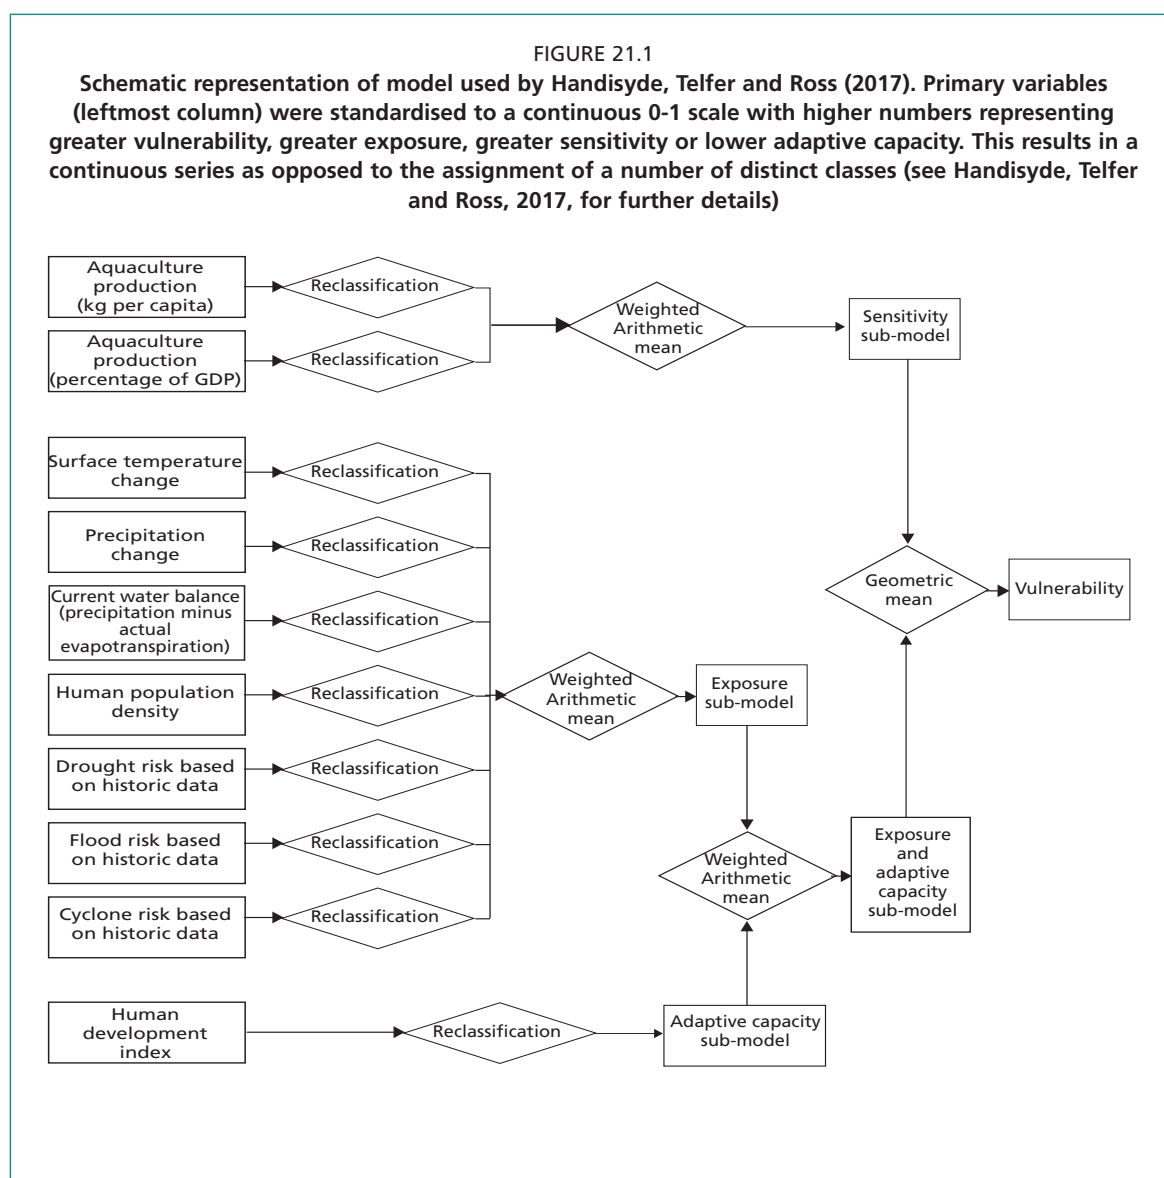 FIGURE 21.1
Schematic representation of model used by Handisyde, Telfer and Ross (2017). Primary variables
(leftmost column) were standardised to a continuous 0-1 scale with higher numbers representing
greater vulnerability, greater exposure, greater sensitivity or lower adaptive capacity. This results in a
continuous series as opposed to the assignment of a number of distinct classes (see Handisyde, Telfer
and Ross, 2017, for further details)
Aquaculture
production
(kg per capita)
Reclassification
Aquaculture
production
(percentage of GDP)
Reclassification
Weighted
Arithmetic
mean
Sensitivity
sub-model
Surface temperature
change
Reclassification
Precipitation
change
Reclassification
Current water balance
(precipitation minus
actual
evapotranspiration)
Reclassification
Human population
density
Reclassification
Drought risk based
on historic data
Reclassification
Flood risk based
on historic data
Reclassification
Cyclone risk based
on historic data
Reclassification
Weighted
Arithmetic
mean
Exposure
sub-model
Human
development
index
Reclassification
Adaptive capacity
sub-model
Weighted
Arithmetic
mean
Exposure
and
adaptive
capacity
sub-model
Geometric
mean
Vulnerability